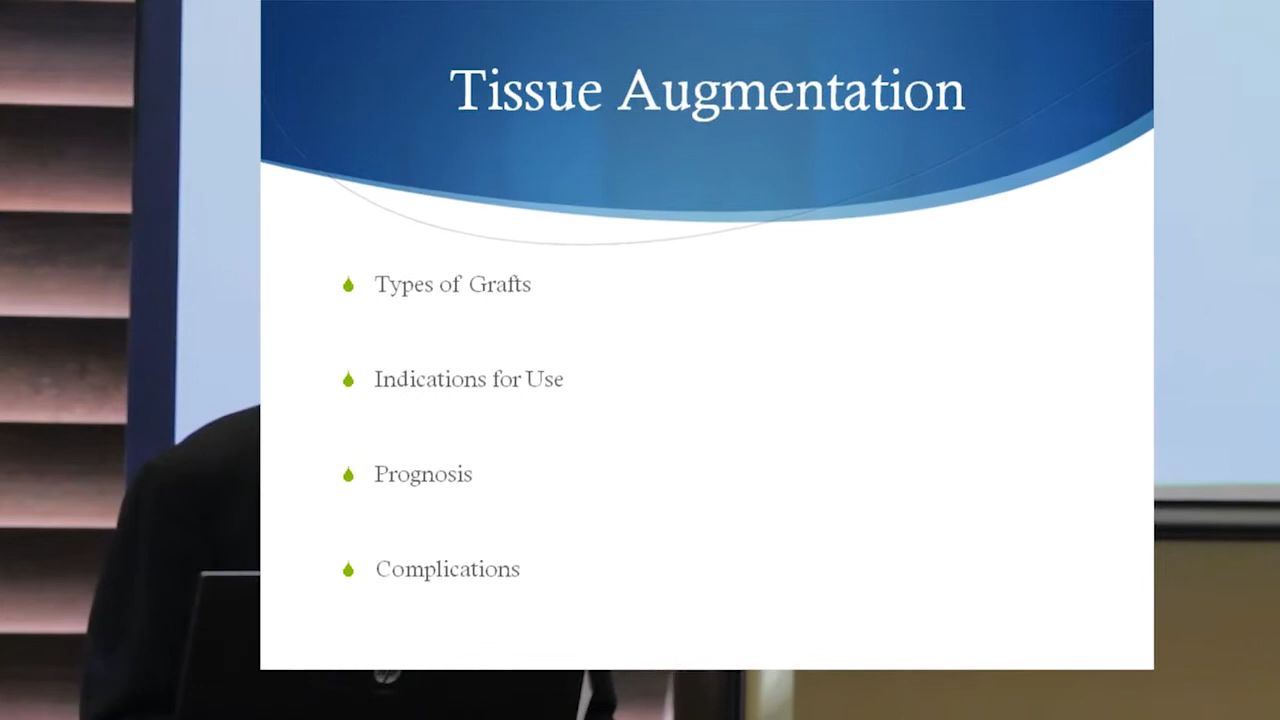 Tissue Augmentation
Types of Grafts
Indications for Use
Prognosis
Complications